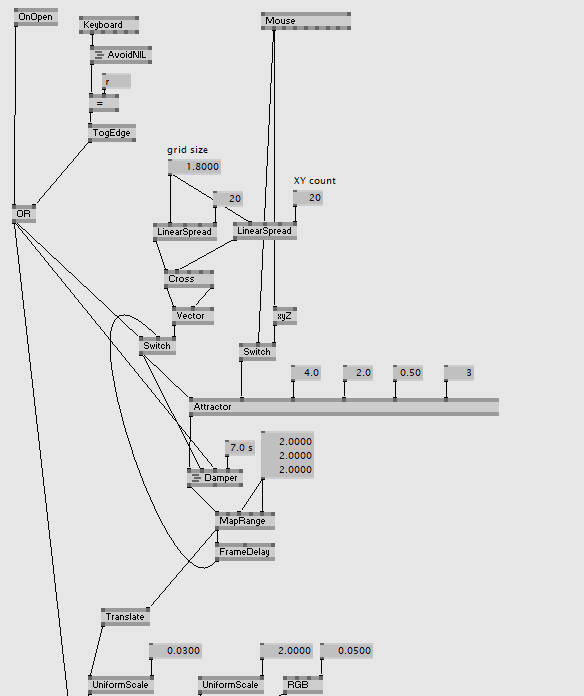 OnOpen
Keyboard
Mouse
AvoidNIL
r
=
TogEdge
grid size
1.8000
XY count
20
20
OR
LinearSpread
LinearSpread
Cross
Vector
xyZ
Switch
Switch
4.0
2.0
0.50
3
Attractor
7.0 s
2.0000
2.0000
2.0000
Damper
MapRange
FrameDelay
Translate
0.0300
2.0000
0.0500
UniformScale
UniformScale
RGB